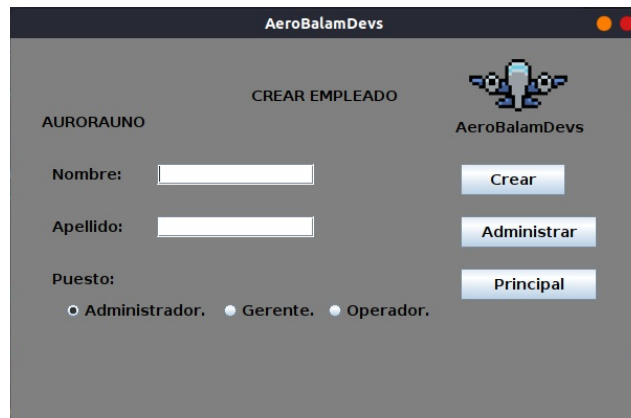 AeroBalamDevs
CREAR EMPLEADO
AURORAUNO
AeroBalamDevs
Nombre:
Crear
Apellido:
Administrar
Puesto:
Principal
Administrador. Gerente. Operador.